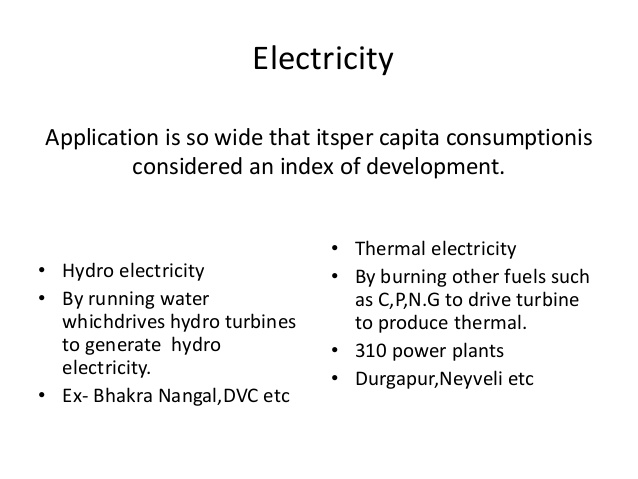 Electricity
Application is so wide that itsper capita consumptionis
considered an index of development.
• Hydro electricity
• By running water
whichdrives hydro turbines
to generate hydro
electricity.
• Ex- Bhakra Nangal,DVC etc
• Thermal electricity
• By burning other fuels such
as C,P,N.G to drive turbine
to produce thermal.
• 310 power plants
• Durgapur,Neyveli etc